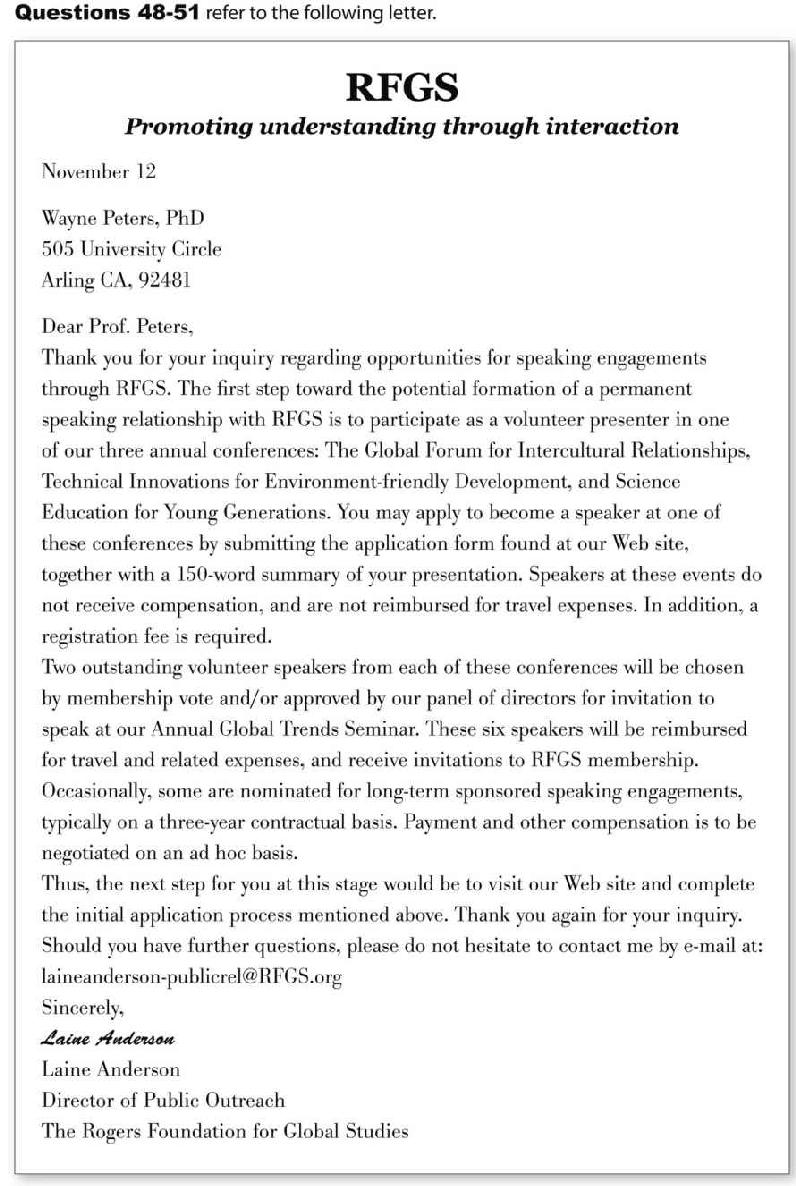 Questions 48-51 refer to the following letter.
RFGS
Promoting understanding through interaction
November 12
Wayne Peters, PhD
505 University Circle
Arling CA, 92481
Dear Prof. Peters,
Thank you for your inquiry regarding opportunities for speaking engagements
through RFGS. The first step toward the potential formation of a permanent
speaking relationship with RFGS is to participate as a volunteer presenter in one
of our three annual conferences: The Global Forum for Intercultural Relationships,
Technical Innovations for Environment-friendly Development, and Science
Education for Young Generations. You may apply to become a speaker at one of
these conferences by submitting the application form found at our Web site,
together with a 150-word summary of your presentation. Speakers at these events do
not receive compensation, and are not reimbursed for travel expenses. In addition, a
registration fee is required.
Two outstanding volunteer speakers from each of these conferences will be chosen
by membership vote and/or approved by our panel of directors for invitation to
speak at our Annual Global Trends Seminar. These six speakers will be reimbursed
for travel and related expenses, and receive invitations to RFGS membership.
Occasionally, some are nominated for long-term sponsored speaking engagements,
typically on a three-year contractual basis. Payment and other compensation is to be
negotiated on an ad hoc basis.
Thus, the next step for you at this stage would be to visit our Web site and complete
the initial application process mentioned above. Thank you again for your inquiry.
Should you have further questions, please do not hesitate to contact me by e-mail at:
laineanderson-publicrel@RFGS.org
Sincerely,
Laine Anderson
Laine Anderson
Director of Public Outreach
The Rogers Foundation for Global Studies